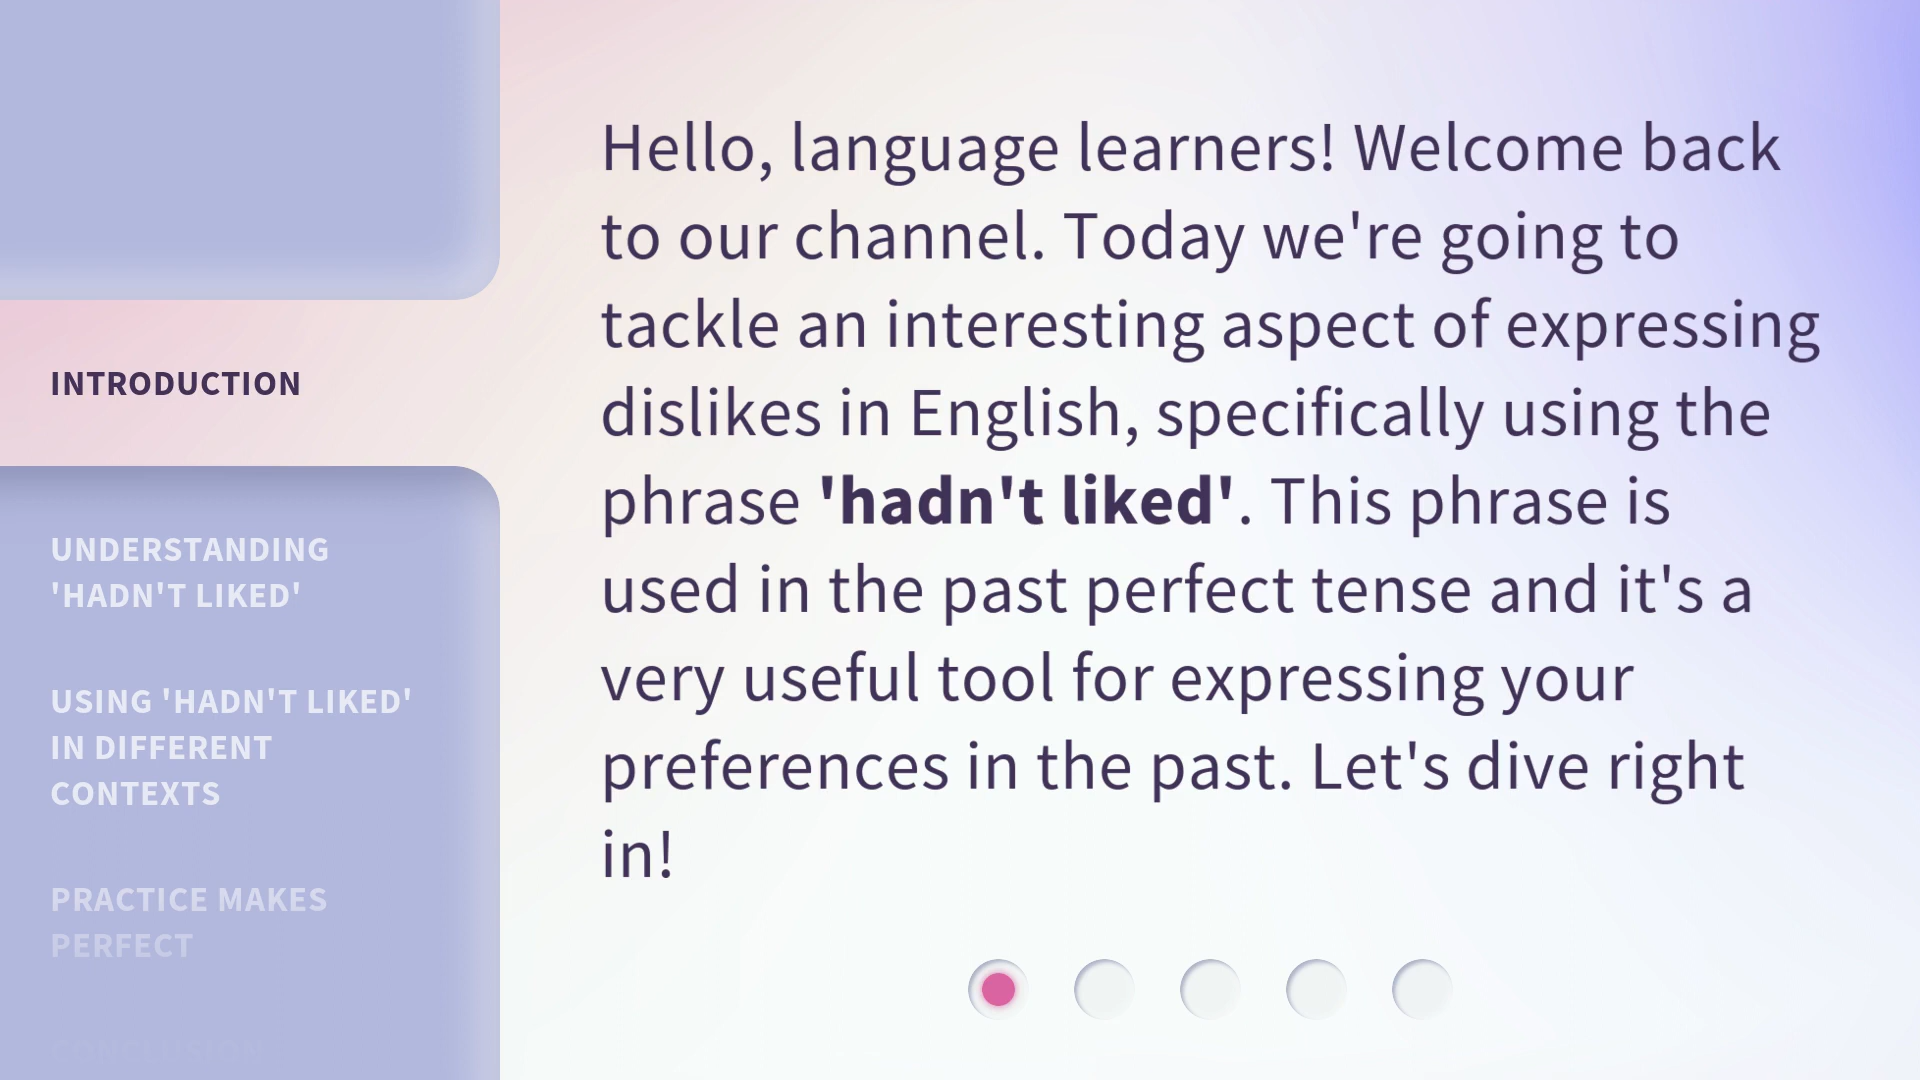 INTRODUCTION
UNDERSTANDING
'HADN'T LIKED'
USING 'HADN'T LIKED'
IN DIFFERENT
CONTEXTS
PRACTICE MAKES
PERFECT
CONCLUSION
Hello, language learners! Welcome back
to our channel. Today we're going to
tackle an interesting aspect of expressing
dislikes in English, specifically using the
phrase 'hadn't liked'. This phrase is
used in the past perfect tense and it's a
very useful tool for expressing your
preferences in the past. Let's dive right
in!